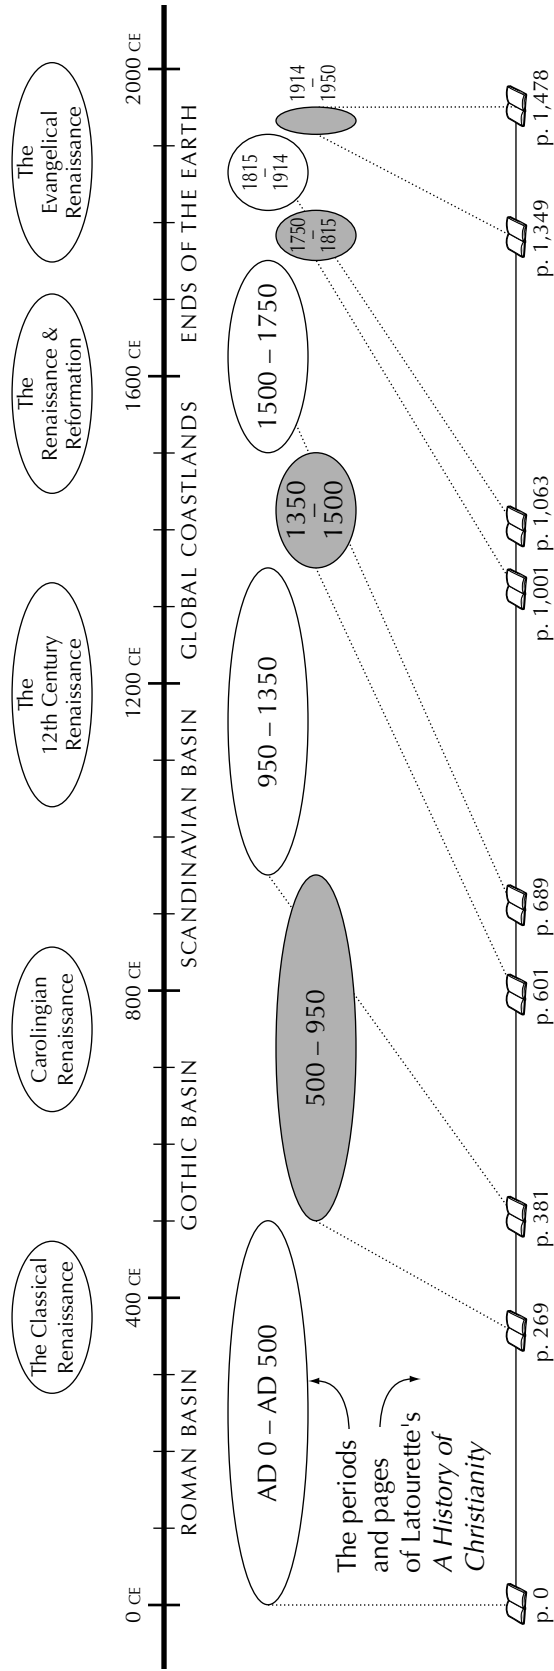 The Classical
Renaissance
Carolingian
Renaissance
The
12th Century
Renaissance
The
Renaissance &
Reformation
The
Evangelical
Renaissance
0 CE
400 CE
800 CE
1200 CE
1600 CE
2000 CE
ROMAN BASIN
GOTHIC BASIN
SCANDINAVIAN BASIN
GLOBAL COASTLANDS
ENDS OF THE EARTH
AD 0 – AD 500
500 – 950
950 – 1350
1350
–
1500
1500 – 1750
1750
–
1815
1815
–
1914
1914
–
1950
The periods
and pages
of Latourette's
A History of
Christianity
p. 0
p. 269
p. 381
p. 601
p. 689
p. 1,001
p. 1,063
p. 1,349
p. 1,478